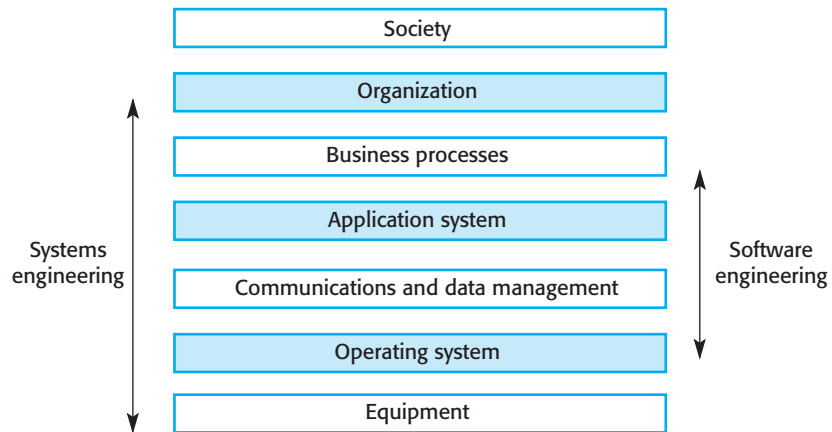 Society
Organization
Business processes
Application system
Systems
engineering
Software
engineering
Communications and data management
Operating system
Equipment